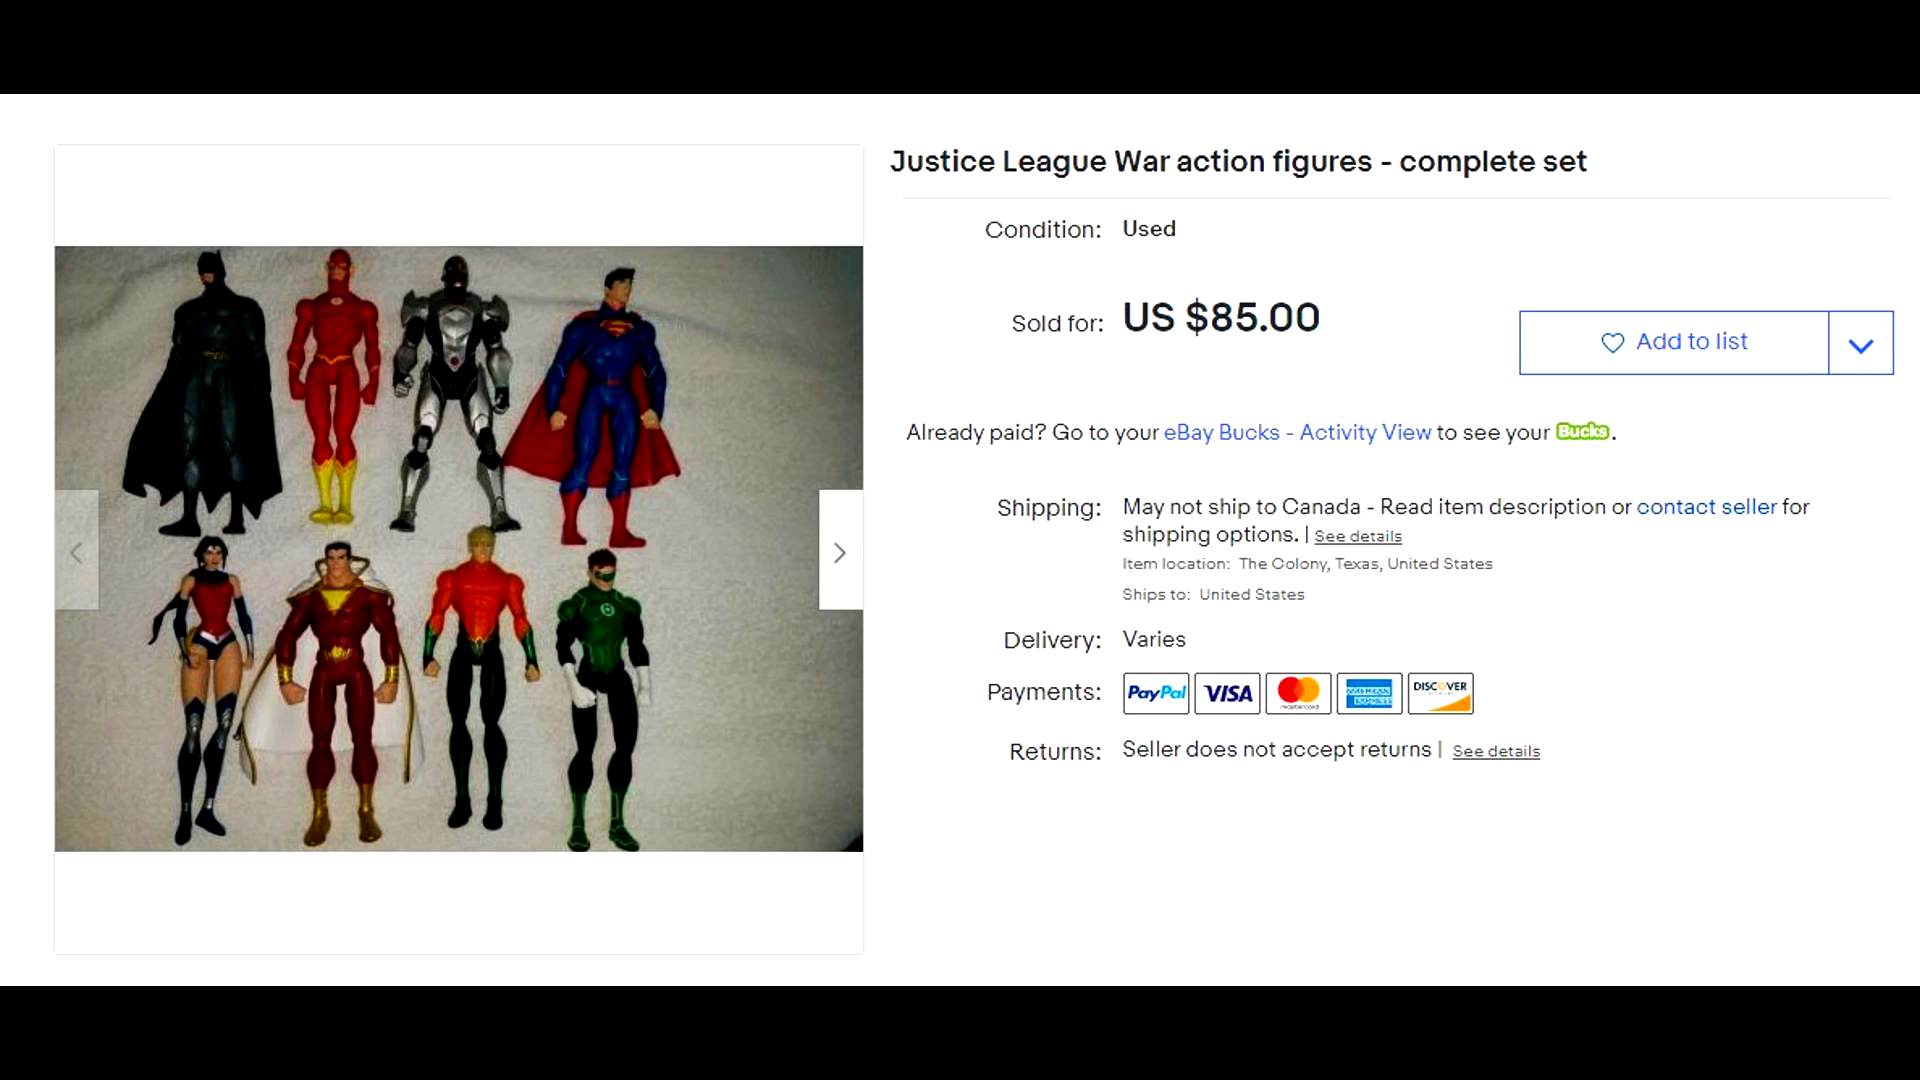 Justice League War action figures - complete set
Condition: Used
Sold for: US $85.00
Add to list
Already paid? Go to your eBay Bucks - Activity View to see your Bucks.
Shipping: May not ship to Canada - Read item description or contact seller for
shipping options. | See details
Item location: The Colony, Texas, United States
Ships to: United States
Delivery: Varies
Payments: PayPal VISA mastercard AMERICAN EXPRESS DISCOVER
Returns: Seller does not accept returns | See details